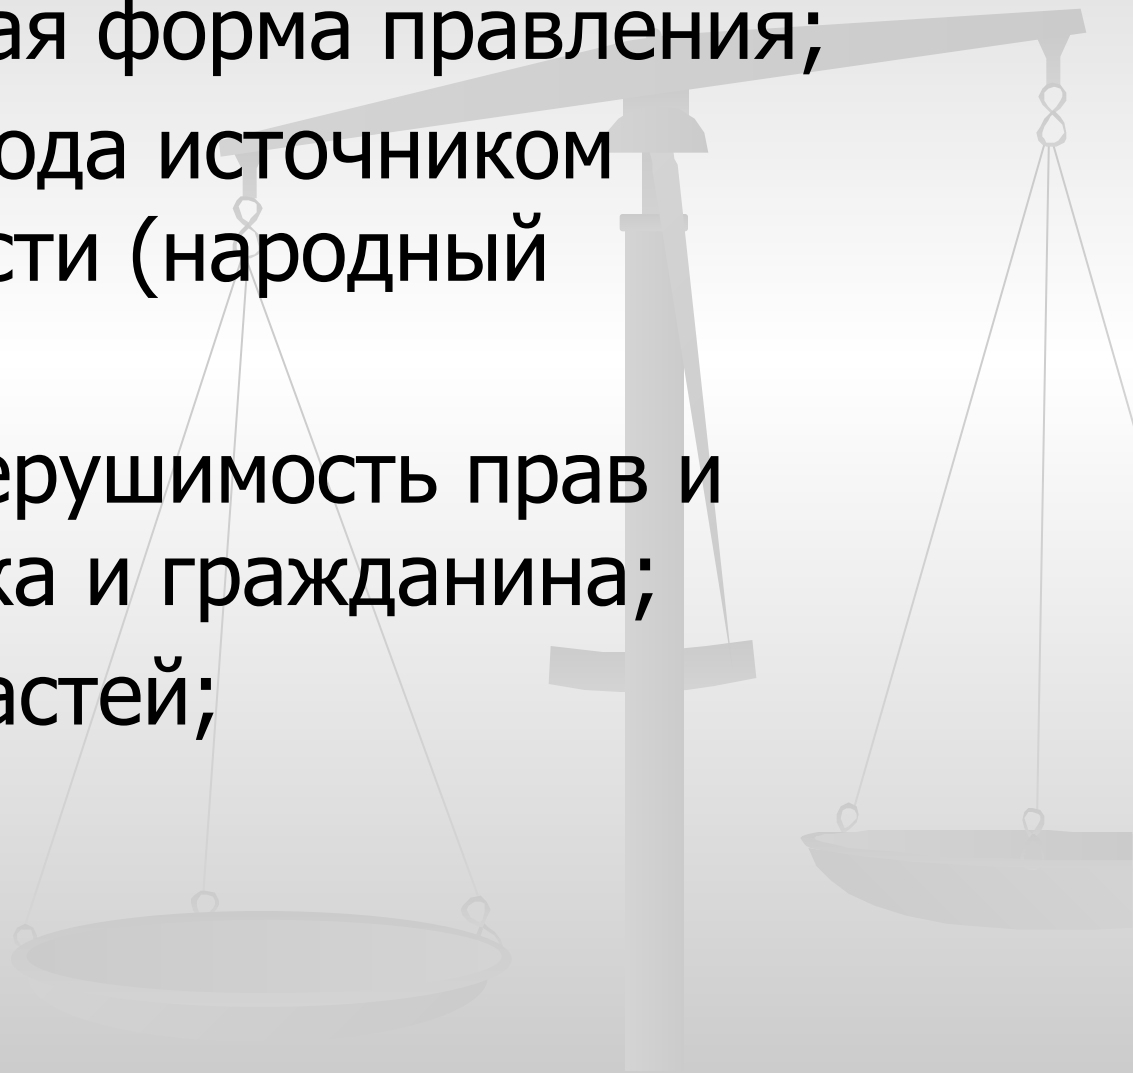 ая форма правления;
ода источником
сти (народный
ерушимость прав и
ка и гражданина;
астей;